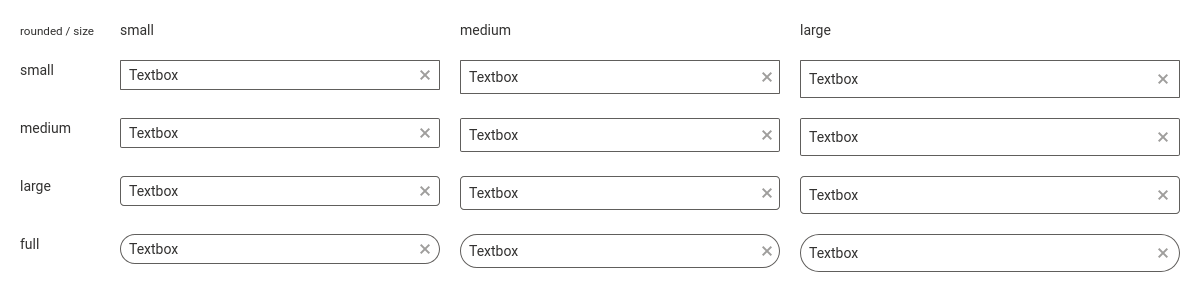 rounded / size small medium large
small Textbox Textbox Textbox
medium Textbox Textbox Textbox
large Textbox Textbox Textbox
full Textbox Textbox Textbox